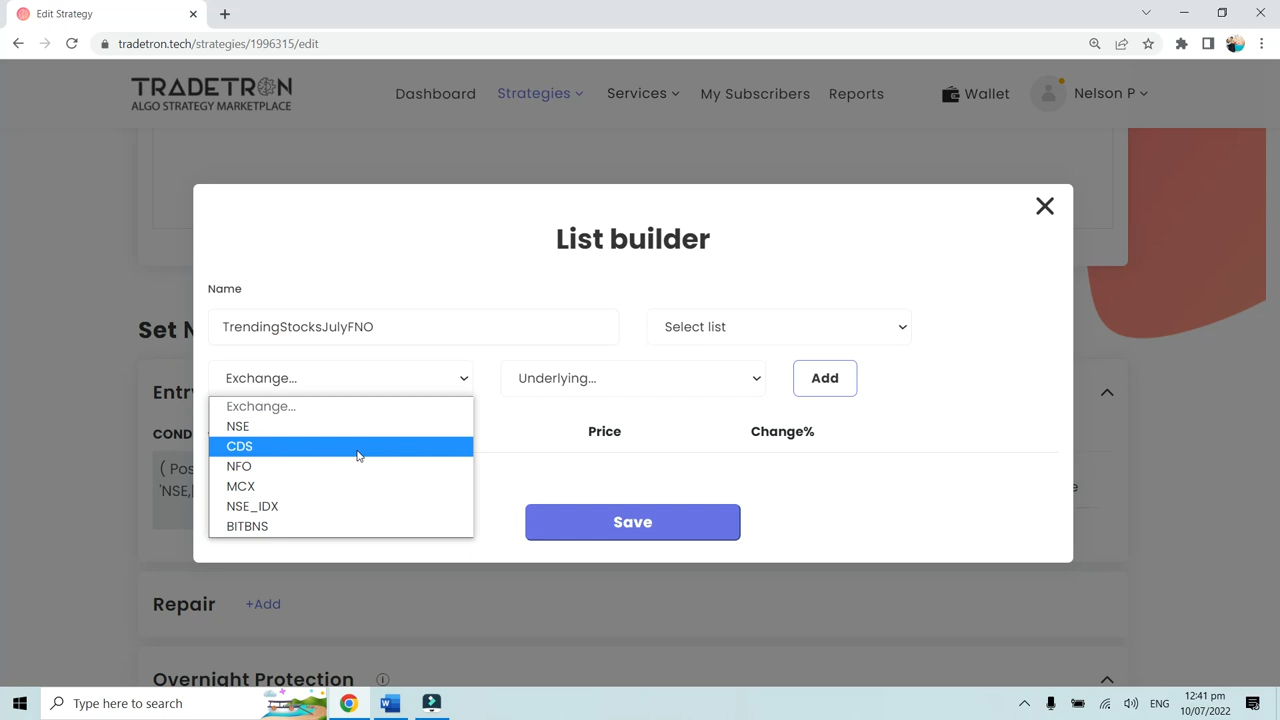 Edit Strategy
tradetron.tech/strategies/1996315/edit
TRADETRON
ALGO STRATEGY MARKETPLACE
Dashboard
Strategies
Services
My Subscribers
Reports
Wallet
Nelson P
List builder
Name
TrendingStocksJulyFNO
Select list
Set N
Exchange...
Underlying...
Add
Entry
Exchange...
NSE
COND
Price
Change%
CDS
( Pos
NFO
'NSE,
MCX
e
NSE_IDX
BITBNS
Save
Repair
+Add
Overnight Protection
Type here to search
ENG
12:41 pm
10/07/2022